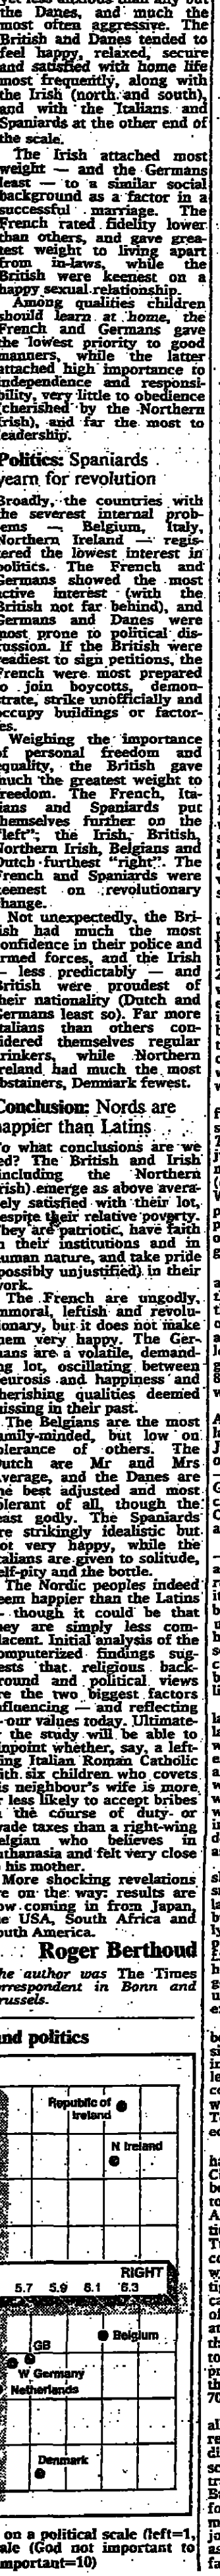 yet less anxious than any but
the Danes, and much the
most often aggressive. The
British and Danes tended to
feel happy, relaxed, secure
and satisfied with home life
most frequently, along with
the Irish (north and south),
and with the Italians and
Spaniards at the other end of
the scale.
The Irish attached most
weight — and the Germans
least — to a similar social
background as a factor in a
successful marriage. The
French rated fidelity lower
than others, and gave grea-
test weight to living apart
from in-laws, while the
British were keenest on a
happy sexual relationship.
Among qualities children
should learn at home, the
French and Germans gave
the lowest priority to good
manners, while the latter
attached high importance to
independence and responsi-
bility, very little to obedience
(cherished by the Northern
Irish), and far the most to
leadership.
Politics: Spaniards
yearn for revolution
Broadly, the countries with
the severest internal prob-
lems — Belgium, Italy,
Northern Ireland — regis-
tered the lowest interest in
politics. The French and
Germans showed the most
active interest (with the
British not far behind), and
Germans and Danes were
most prone to political dis-
cussion. If the British were
readiest to sign petitions, the
French were most prepared
to join boycotts, demon-
strate, strike unofficially and
occupy buildings or factor-
ies.
Weighing the importance
of personal freedom and
equality, the British gave
much the greatest weight to
freedom. The French, Ita-
lians and Spaniards put
themselves further on the
"left"; the Irish, British,
Northern Irish, Belgians and
Dutch furthest "right". The
French and Spaniards were
keenest on revolutionary
change.
Not unexpectedly, the Bri-
tish had much the most
confidence in their police and
armed forces, and the Irish
— less predictably — and
British were proudest of
their nationality (Dutch and
Germans least so). Far more
Italians than others con-
sidered themselves regular
drinkers, while Northern
Ireland had much the most
abstainers, Denmark fewest.
Conclusion: Nords are
happier than Latins
To what conclusions are we
led? The British and Irish
(including the Northern
Irish) emerge as above avera-
gely satisfied with their lot,
despite their relative poverty.
They are patriotic, have faith
in their institutions and in
human nature, and take pride
(possibly unjustified) in their
work.
The French are ungodly,
immoral, leftish and revolu-
tionary, but it does not make
them very happy. The Ger-
mans are a volatile, demand-
ing lot, oscillating between
neurosis and happiness and
cherishing qualities deemed
missing in their past.
The Belgians are the most
family-minded, but low on
tolerance of others. The
Dutch are Mr and Mrs
Average, and the Danes are
the best adjusted and most
tolerant of all, though the
least godly. The Spaniards
are strikingly idealistic but
not very happy, while the
Italians are given to solitude,
self-pity and the bottle.
The Nordic peoples indeed
seem happier than the Latins
— though it could be that
they are simply less com-
placent. Initial analysis of the
computerized findings sug-
gests that religious back-
ground and political views
are the two biggest factors
influencing — and reflecting
— our values today. Ultimate-
ly the study will be able to
pinpoint whether, say, a left-
wing Italian Roman Catholic
with six children who covets
his neighbour's wife is more
or less likely to accept bribes
in the course of duty or
evade taxes than a right-wing
Belgian who believes in
euthanasia and felt very close
to his mother.
More shocking revelations
are on the way: results are
now coming in from Japan,
the USA, South Africa and
South America.
Roger Berthoud
The author was The Times
correspondent in Bonn and
Brussels.
and politics
Republic of
Ireland
N Ireland
RIGHT
5.7 5.9 6.1 6.3
Belgium
GB
W Germany
Netherlands
Denmark
on a political scale (left=1,
scale (God not important to
important=10)